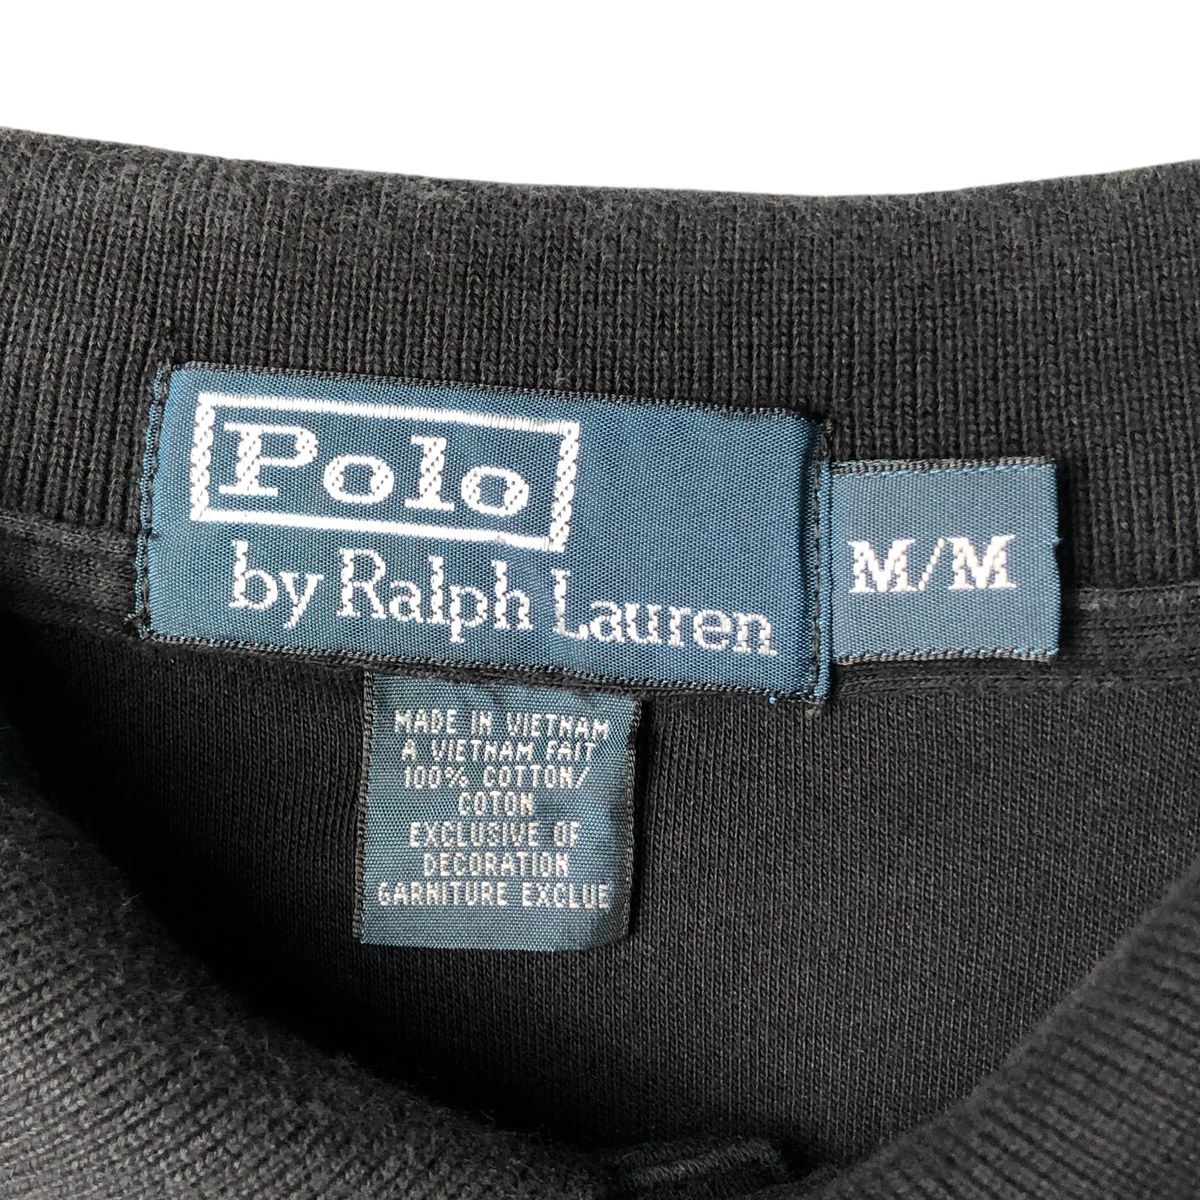 Polo
by Ralph Lauren
M/M
MADE IN VIETNAM
A VIETNAM FAIT
100% COTTON/
COTON
EXCLUSIVE OF
DECORATION
GARNITURE EXCLUE